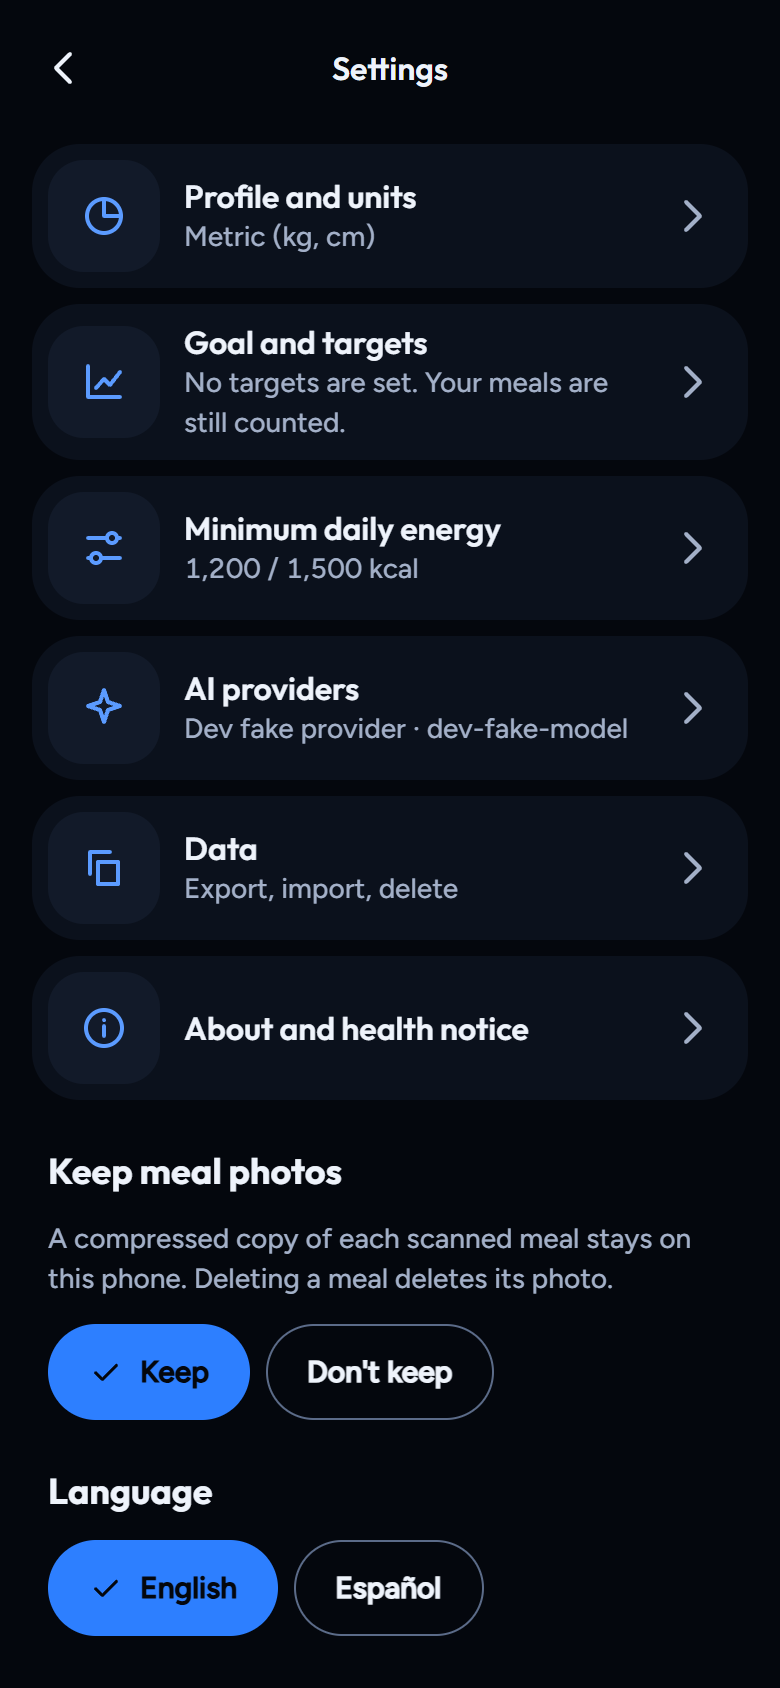 Settings
Profile and units
Metric (kg, cm)
Goal and targets
No targets are set. Your meals are
still counted.
Minimum daily energy
1,200 / 1,500 kcal
AI providers
Dev fake provider · dev-fake-model
Data
Export, import, delete
About and health notice
Keep meal photos
A compressed copy of each scanned meal stays on
this phone. Deleting a meal deletes its photo.
Keep
Don't keep
Language
English
Español